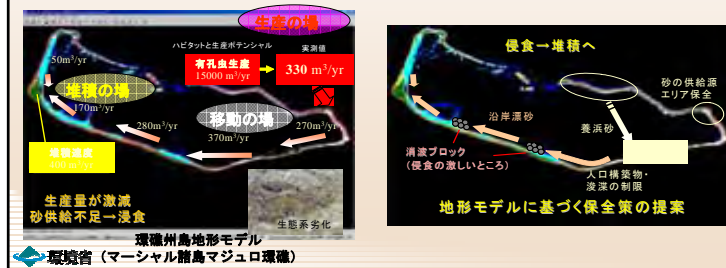 生産の場
ハビタットと生産ポテンシャル
実測値
有孔虫生産
15000 m³/yr
330 m³/yr
50m³/yr
堆積の場
170m³/yr
280m³/yr
移動の場
370m³/yr
270m³/yr
堆積速度
生産量が激減
砂供給不足→浸食
生態系劣化
環礁州島地形モデル
環境省
(マーシャル諸島マジュロ環礁)
侵食→堆積へ
砂の供給源
エリア保全
沿岸漂砂
養浜砂
消波ブロック
(侵食の激しいところ)
人口構築物・
浚渫の制限
地形モデルに基づく保全策の提案